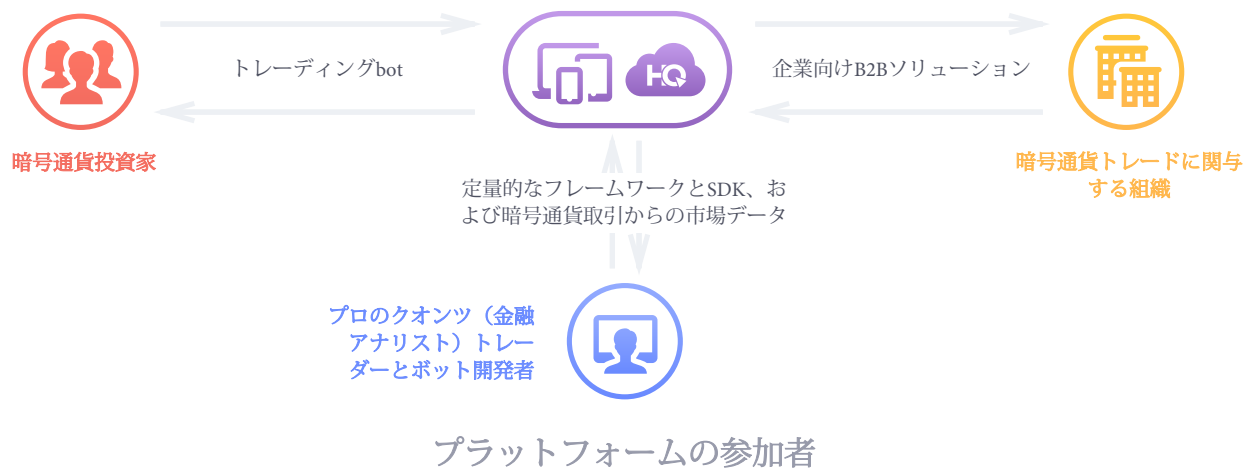 トレーディングbot
HQ
企業向けB2Bソリューション
暗号通貨投資家
暗号通貨トレードに関与
する組織
定量的なフレームワークとSDK、お
よび暗号通貨取引からの市場データ
プロのクオンツ（金融
アナリスト）トレー
ダーとボット開発者
プラットフォームの参加者